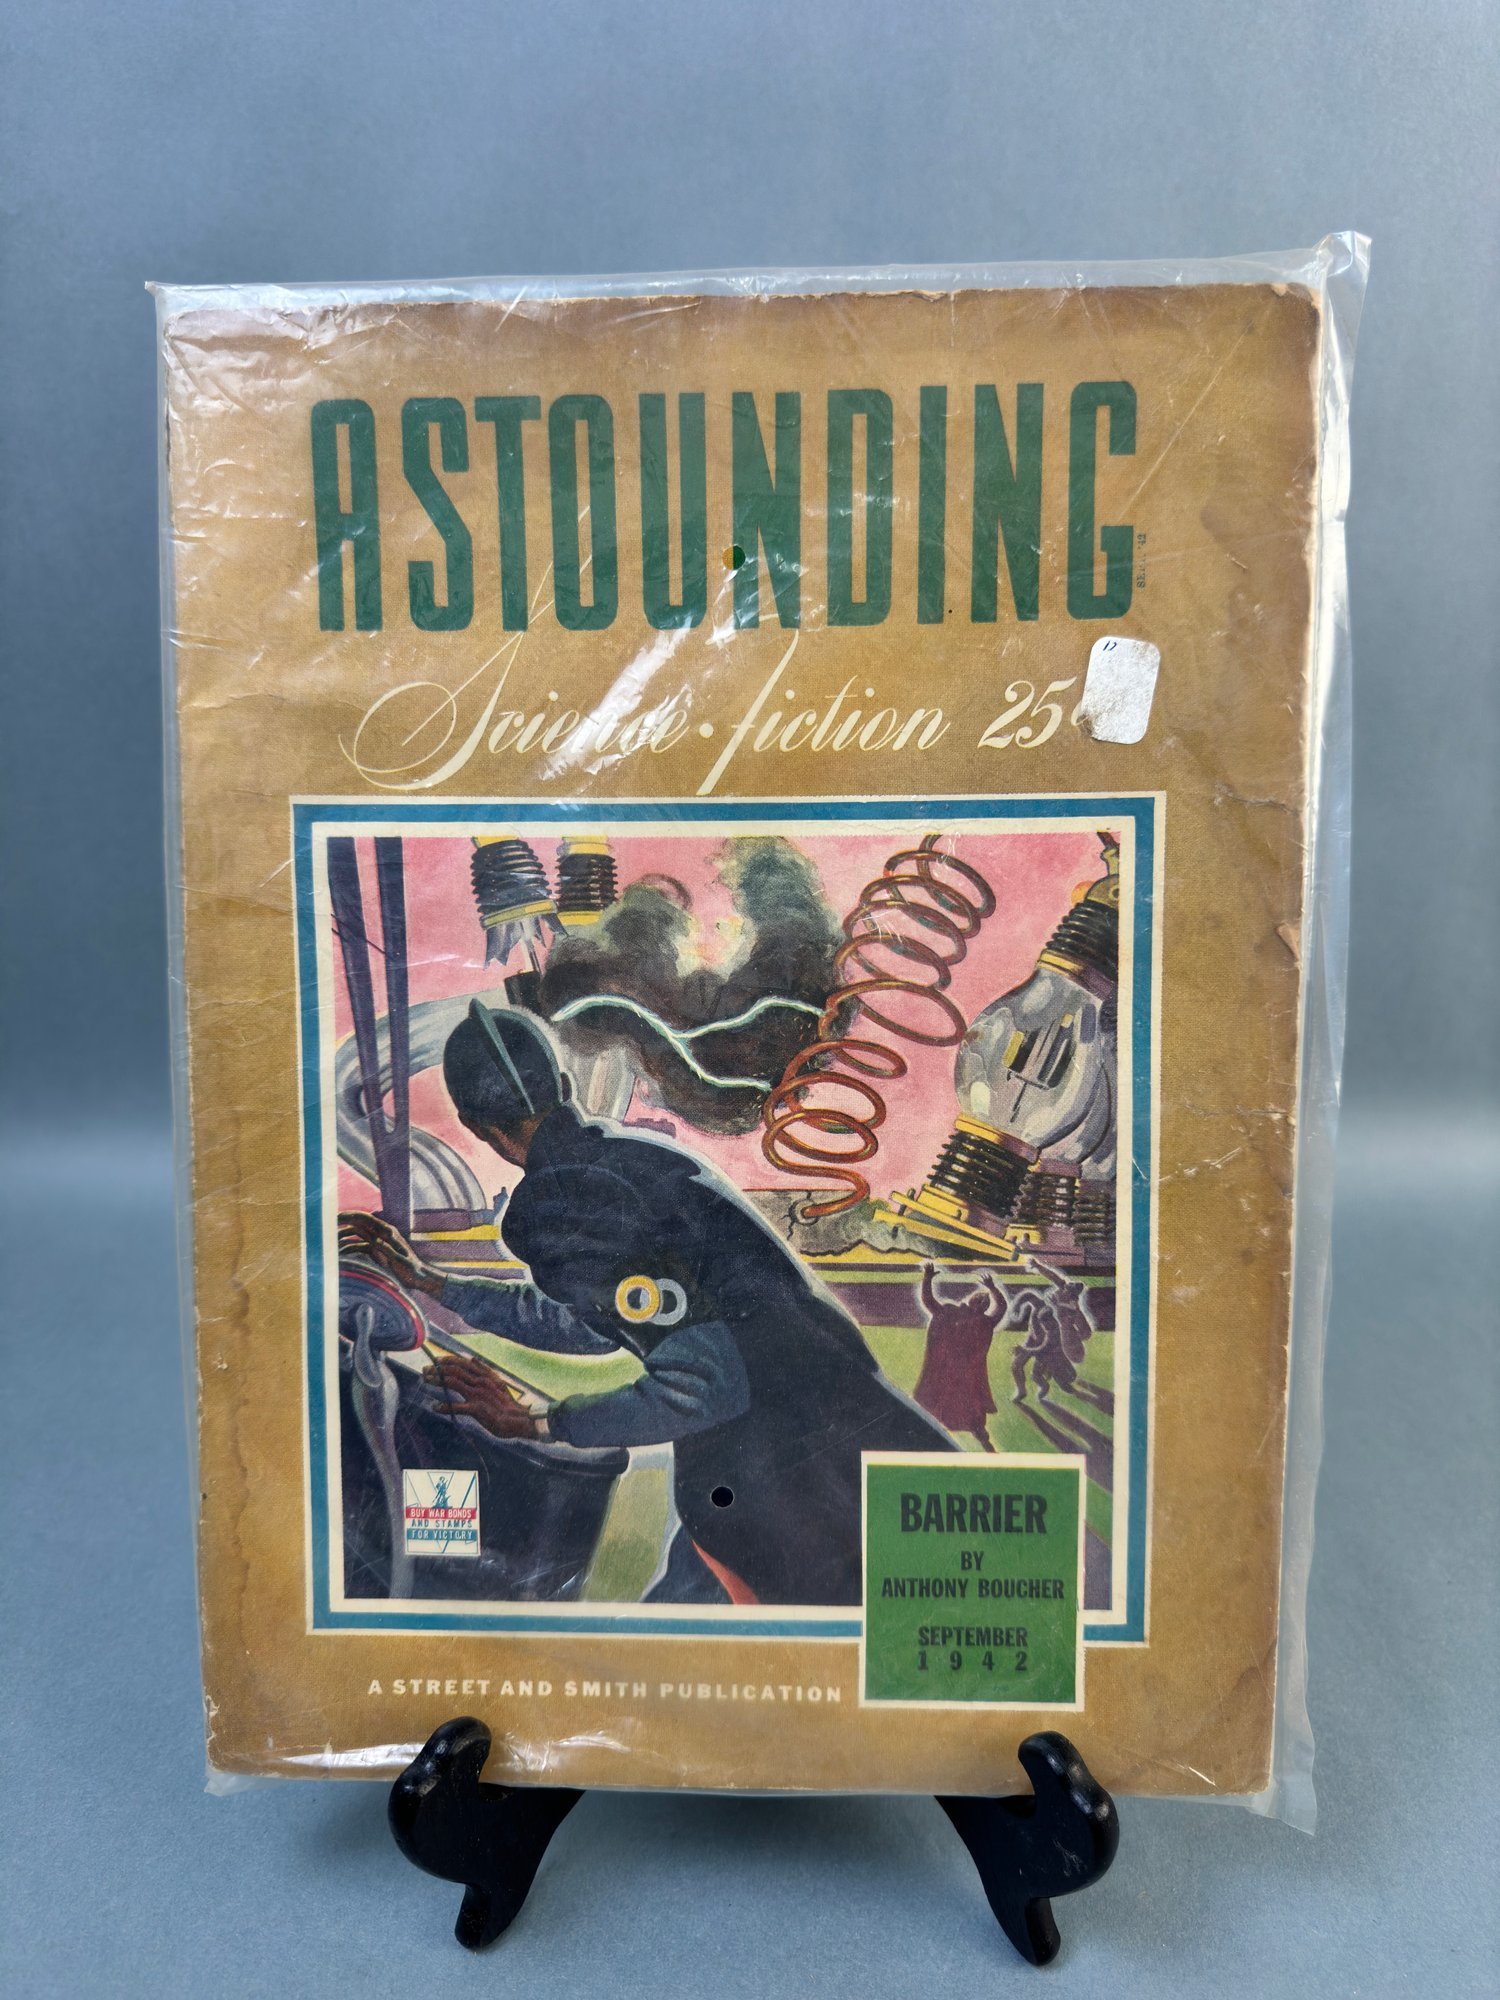 ASTOUNDING
SEPT. '42
Science-fiction 25¢
12
BUY WAR BONDS
AND STAMPS
FOR VICTORY
BARRIER
BY
ANTHONY BOUCHER
SEPTEMBER
1942
A STREET AND SMITH PUBLICATION